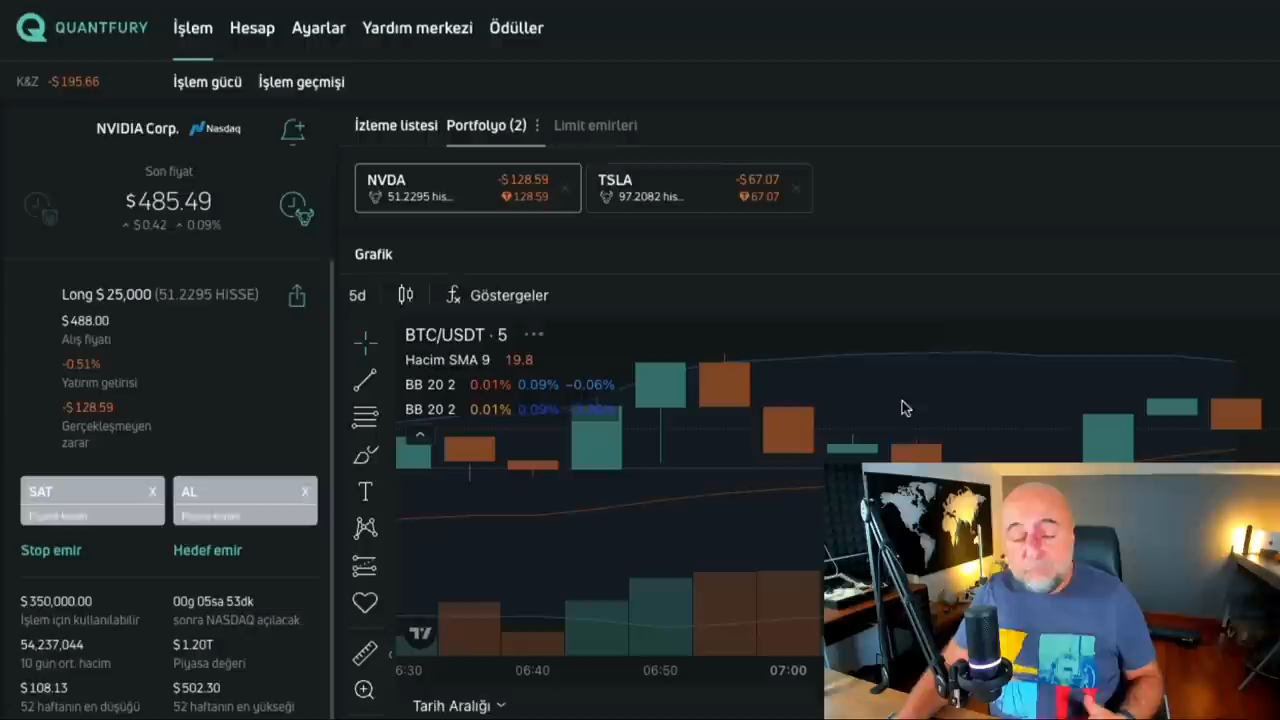 QUANTFURY
İşlem Hesap Ayarlar Yardım merkezi Ödüller
K&Z -$195.66
İşlem gücü İşlem geçmişi
NVIDIA Corp. Nasdaq
Son fiyat
$485.49
$0.42 0.09%
Long $25,000 (51.2295 HİSSE)
$488.00
Alış fiyatı
-0.51%
Yatırım getirisi
-$128.59
Gerçekleşmeyen
zarar
SAT X
AL X
Stop emir
Hedef emir
$350,000.00
İşlem için kullanılabilir
00g 05sa 53dk
sonra NASDAQ açılacak
54,237,044
10 gün ort. hacim
$1.20T
Piyasa değeri
$108.13
52 haftanın en düşüğü
$502.30
52 haftanın en yükseği
İzleme listesi Portfolyo (2) Limit emirleri
NVDA -$128.59
51.2295 his... 128.59
TSLA -$67.07
97.2082 his... 67.07
Grafik
5d Göstergeler
BTC/USDT · 5
Hacim SMA 9 19.8
BB 20 2 0.01% 0.09% −0.06%
BB 20 2 0.01% 0.09%
6:30 06:40 06:50 07:00
Tarih Aralığı